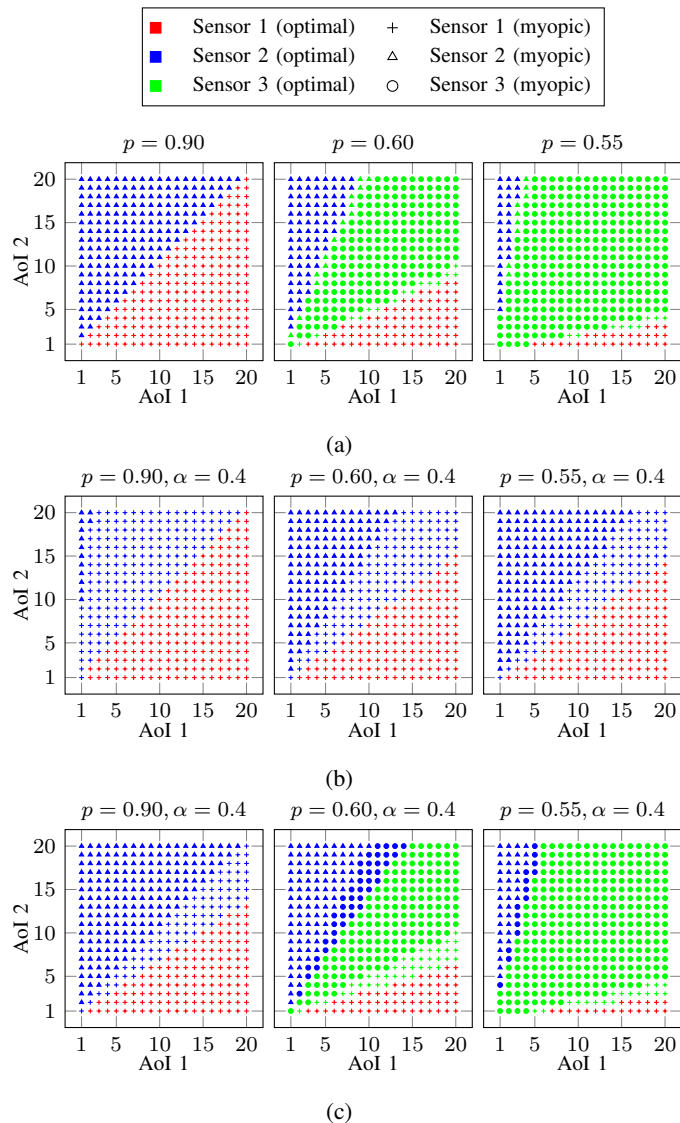 Sensor 1 (optimal) Sensor 1 (myopic)
Sensor 2 (optimal) Sensor 2 (myopic)
Sensor 3 (optimal) Sensor 3 (myopic)
p = 0.90 p = 0.60 p = 0.55
20
15
10
5
1
AoI 2
1 5 10 15 20 1 5 10 15 20 1 5 10 15 20
AoI 1 AoI 1 AoI 1
(a)
p = 0.90, α = 0.4 p = 0.60, α = 0.4 p = 0.55, α = 0.4
20
15
10
5
1
AoI 2
1 5 10 15 20 1 5 10 15 20 1 5 10 15 20
AoI 1 AoI 1 AoI 1
(b)
p = 0.90, α = 0.4 p = 0.60, α = 0.4 p = 0.55, α = 0.4
20
15
10
5
1
AoI 2
1 5 10 15 20 1 5 10 15 20 1 5 10 15 20
AoI 1 AoI 1 AoI 1
(c)